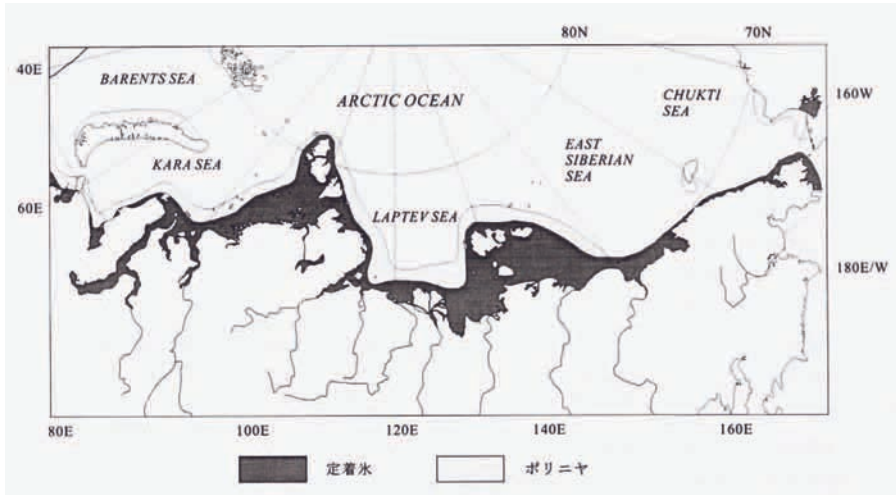 80N
70N
40E
BARENTS SEA
160W
ARCTIC OCEAN
CHUKTI
SEA
EAST
SIBERIAN
SEA
KARA SEA
60E
LAPTEV SEA
180E/W
80E
100E
120E
140E
160E
定着氷
ポリニヤ